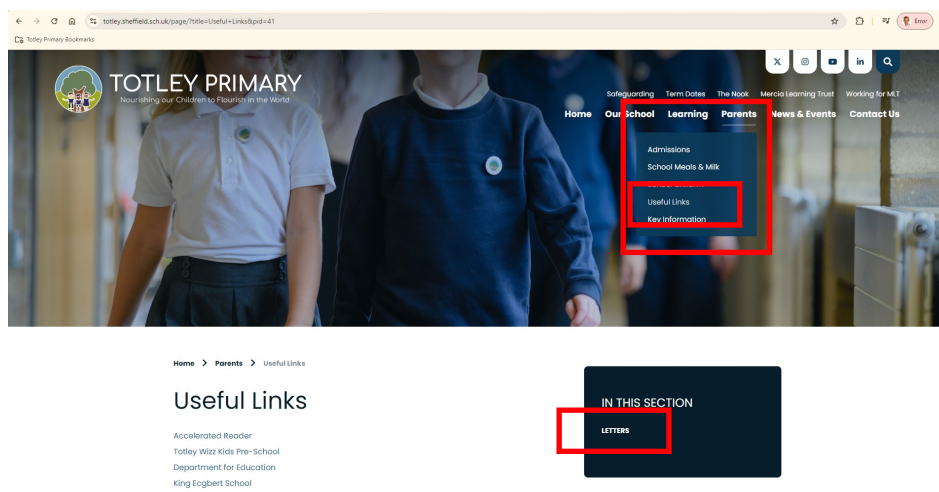 totley.sheffield.sch.uk/page/?title=Useful+Links&pid=41
Error
Totley Primary Bookmarks
TOTLEY PRIMARY
Nourishing our Children to Flourish in the World
Safeguarding Term Dates The Nook Mercia Learning Trust Working for MLT
Home Our School Learning Parents News & Events Contact Us
Admissions
School Meals & Milk
Useful Links
Key Information
Home > Parents > Useful Links
Useful Links
Accelerated Reader
Totley Wizz Kids Pre-School
Department for Education
King Ecgbert School
IN THIS SECTION
LETTERS